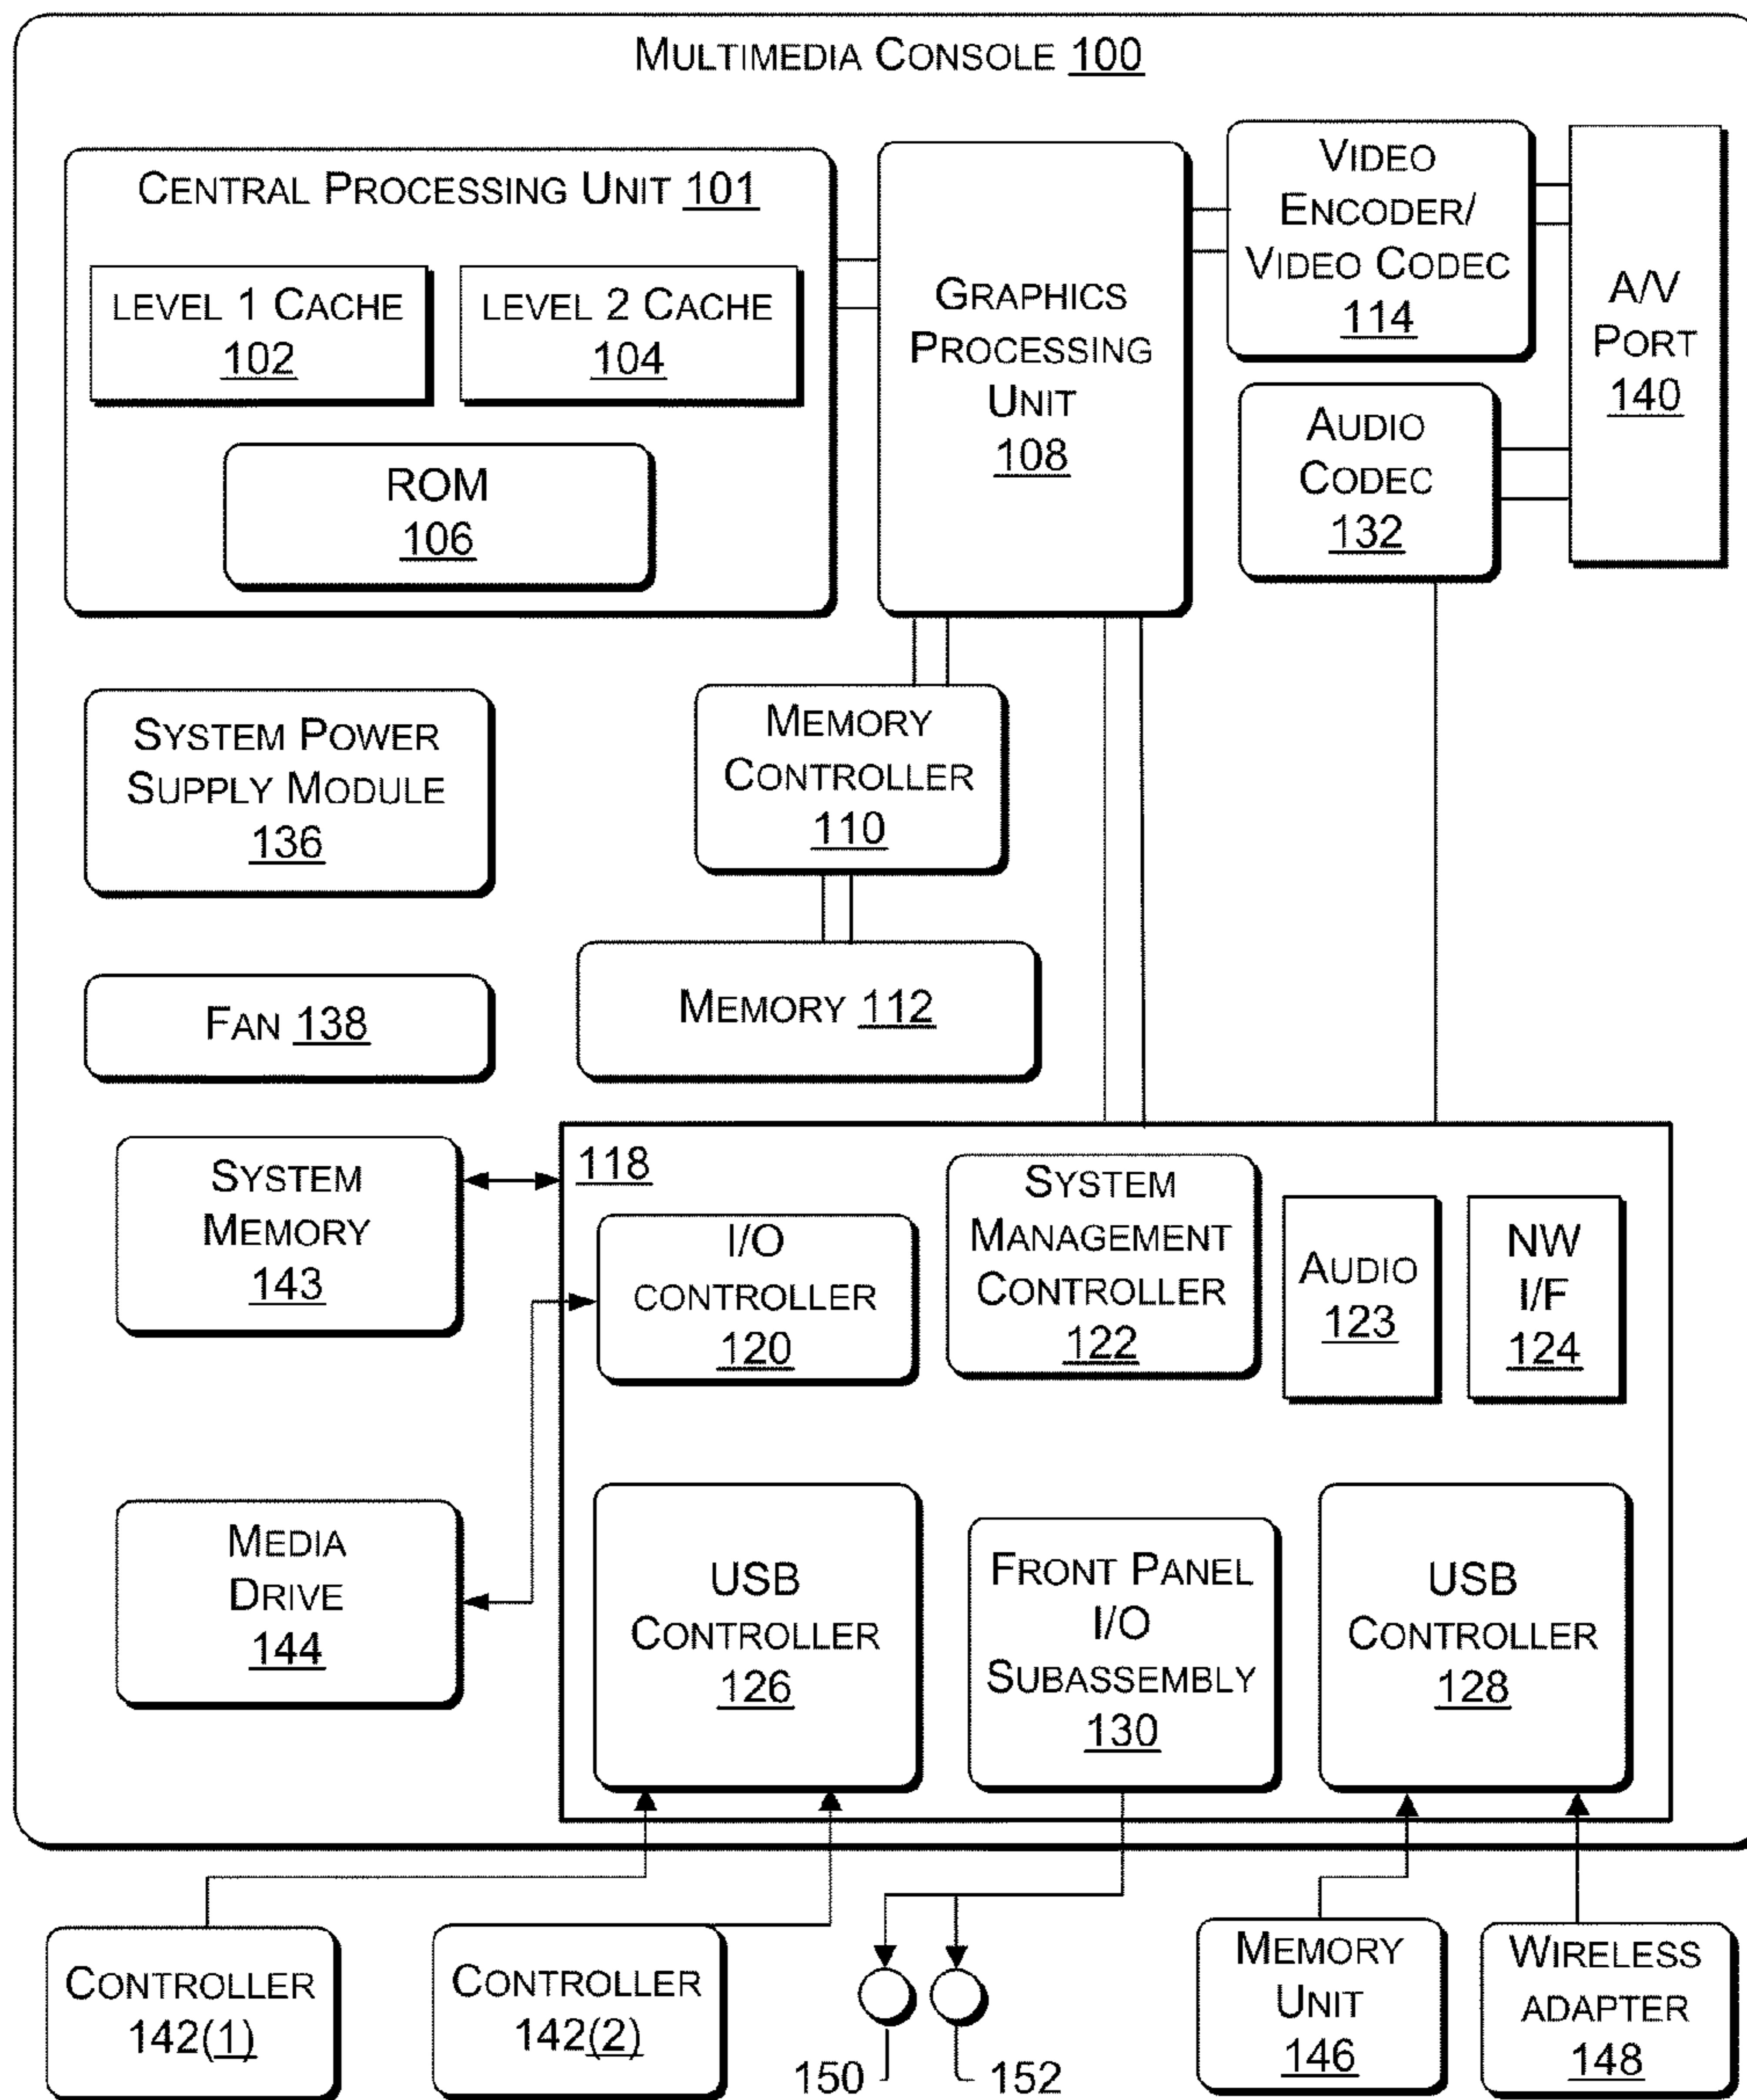 MULTIMEDIA CONSOLE 100
CENTRAL PROCESSING UNIT 101
LEVEL 1 CACHE
102
LEVEL 2 CACHE
104
ROM
106
GRAPHICS
PROCESSING
UNIT
108
VIDEO
ENCODER/
VIDEO CODEC
114
A/V
PORT
140
AUDIO
CODEC
132
SYSTEM POWER
SUPPLY MODULE
136
MEMORY
CONTROLLER
110
MEMORY 112
FAN 138
SYSTEM
MEMORY
143
118
I/O
CONTROLLER
120
SYSTEM
MANAGEMENT
CONTROLLER
122
AUDIO
123
NW
I/F
124
MEDIA
DRIVE
144
USB
CONTROLLER
126
FRONT PANEL
I/O
SUBASSEMBLY
130
USB
CONTROLLER
128
CONTROLLER
142(1)
CONTROLLER
142(2)
150
152
MEMORY
UNIT
146
WIRELESS
ADAPTER
148